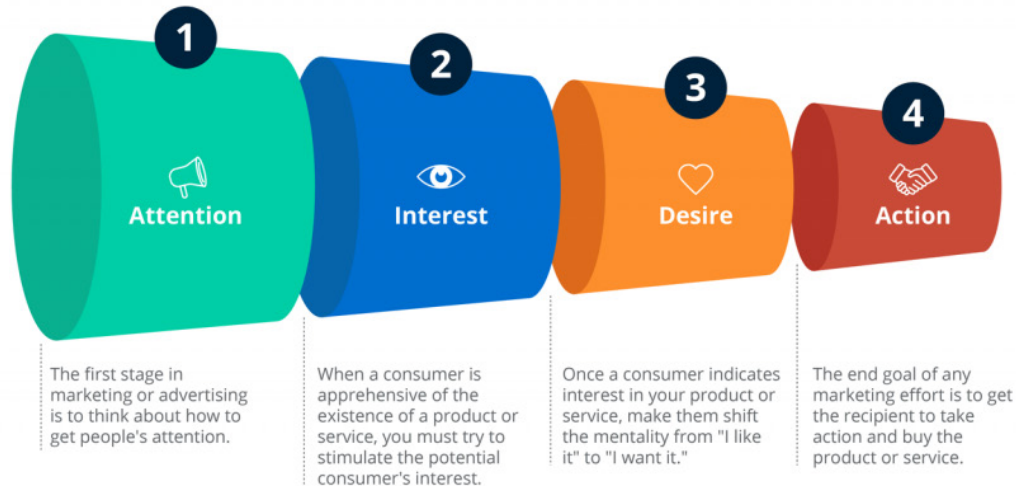 1
Attention
The first stage in
marketing or advertising
is to think about how to
get people's attention.
2
Interest
When a consumer is
apprehensive of the
existence of a product or
service, you must try to
stimulate the potential
consumer's interest.
3
Desire
Once a consumer indicates
interest in your product or
service, make them shift
the mentality from "I like
it" to "I want it."
4
Action
The end goal of any
marketing effort is to get
the recipient to take
action and buy the
product or service.